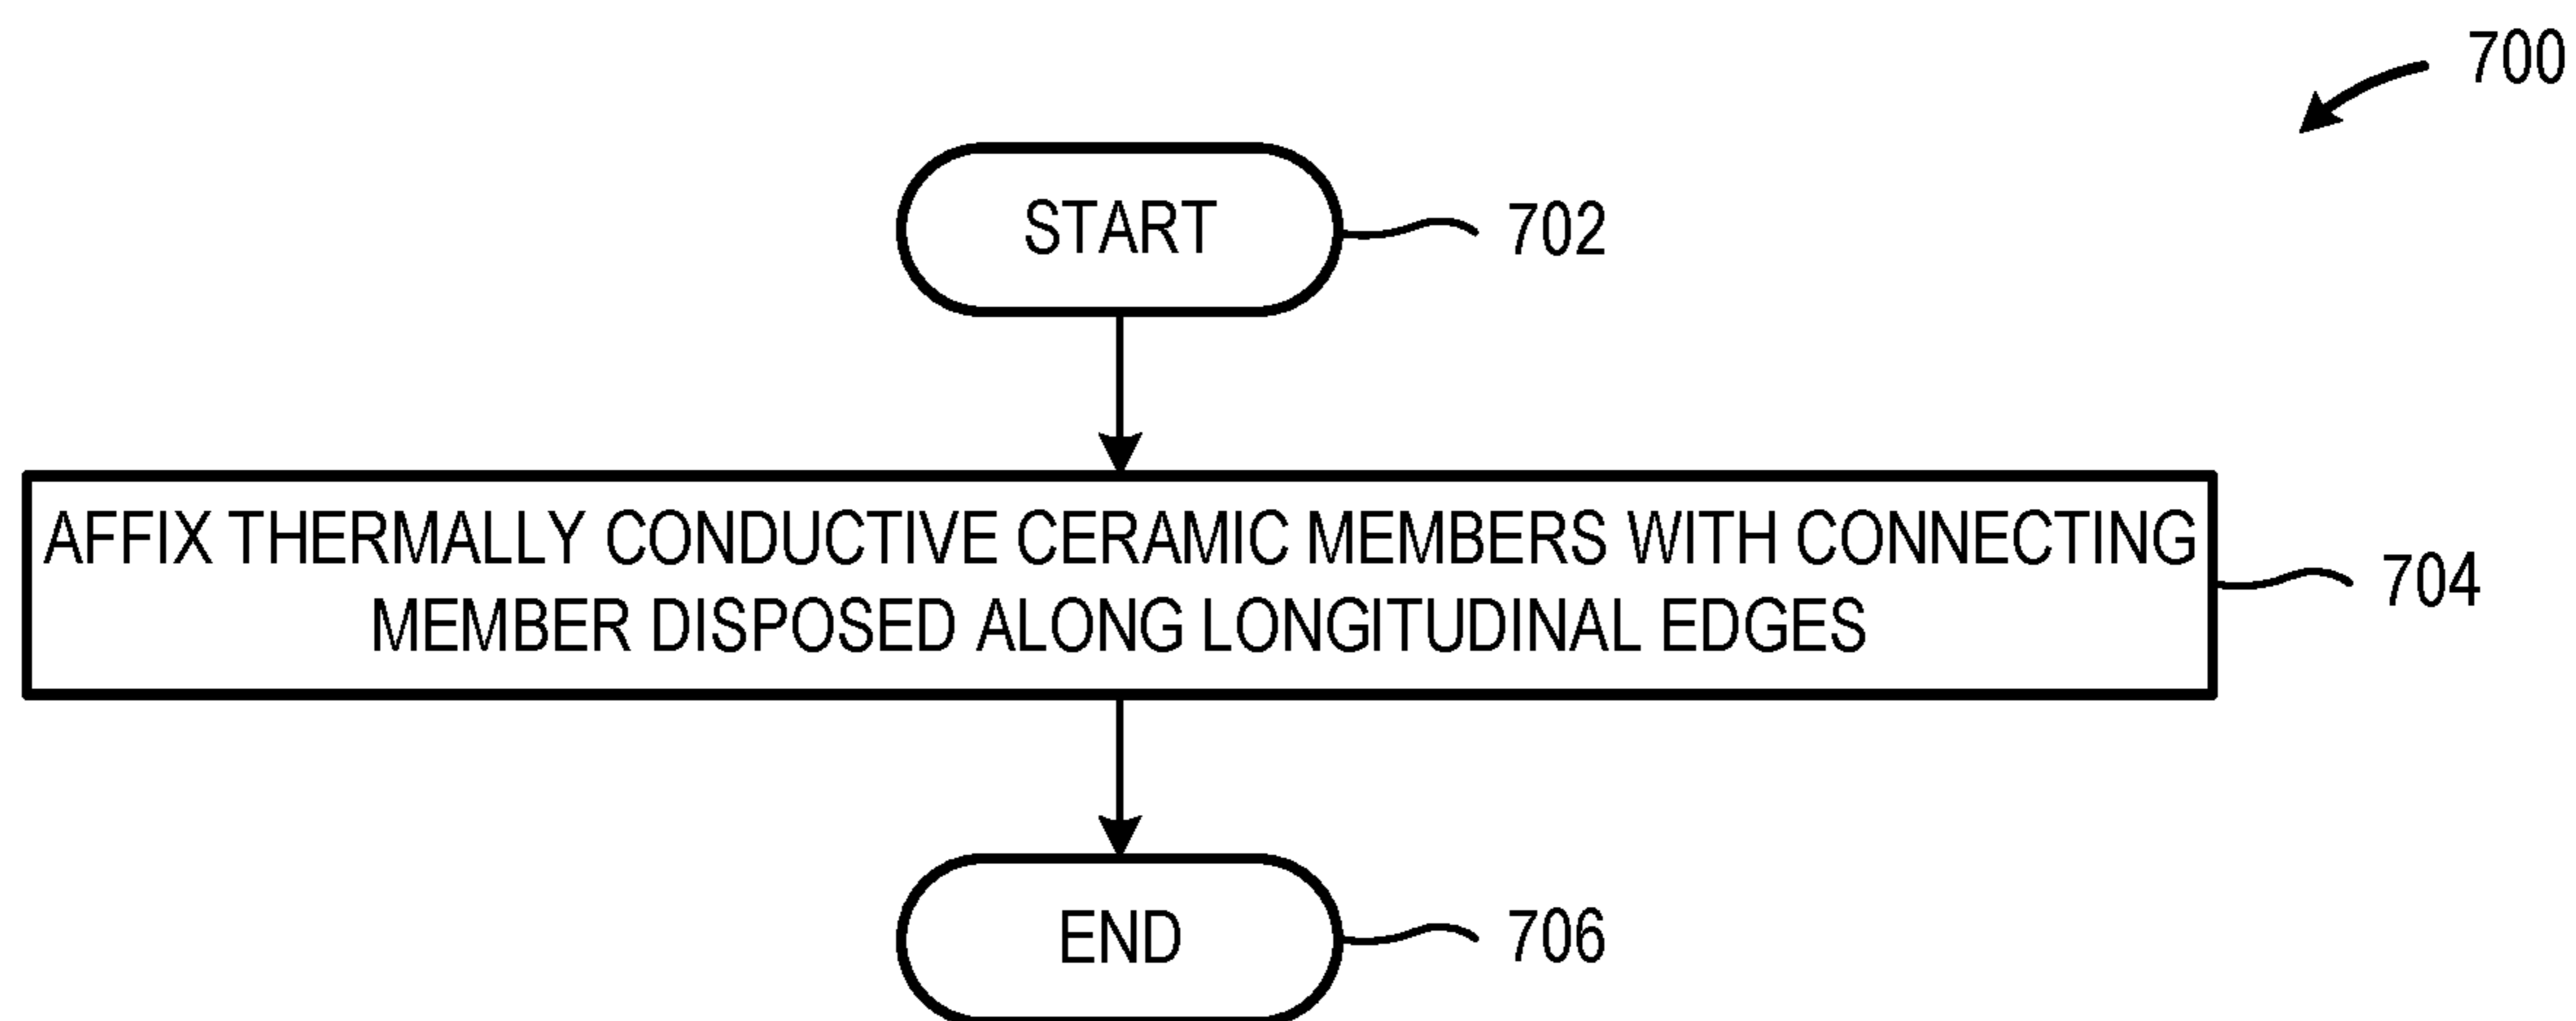 700
START
702
AFFIX THERMALLY CONDUCTIVE CERAMIC MEMBERS WITH CONNECTING
MEMBER DISPOSED ALONG LONGITUDINAL EDGES
704
END
706